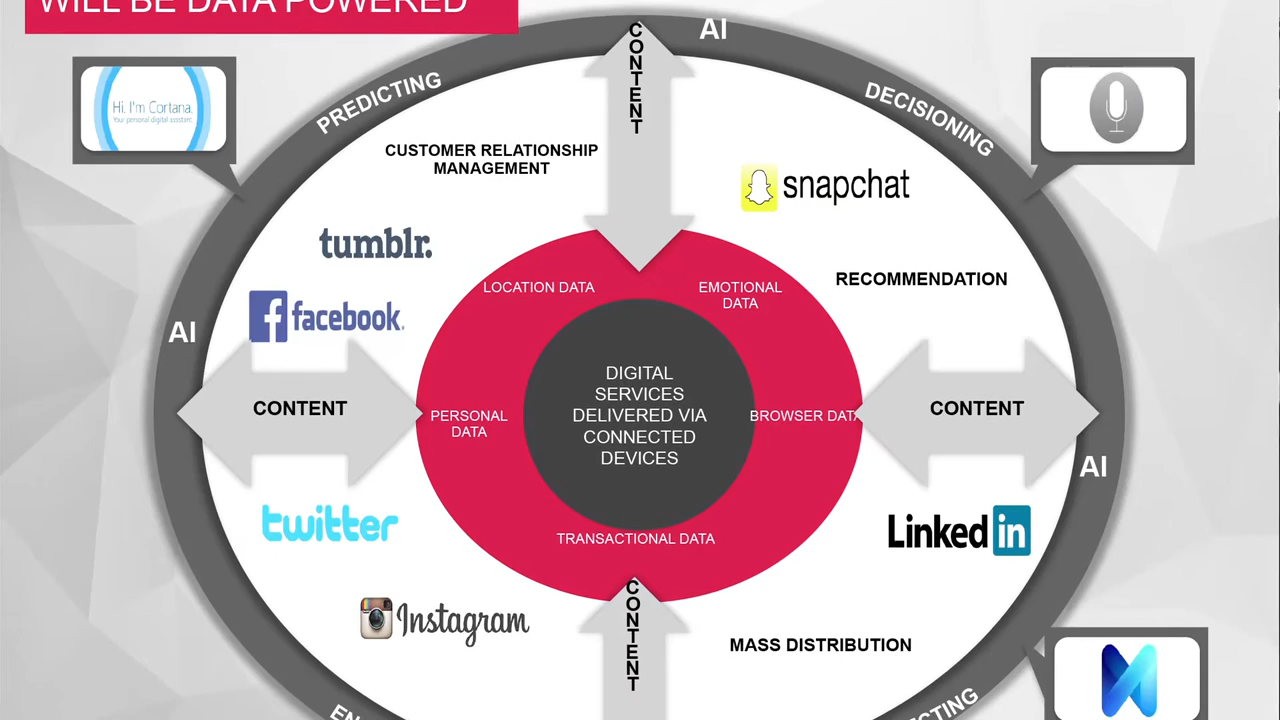 WILL BE DATA POWERED
CONTENT
AI
PREDICTING
DECISIONING
Hi. I'm Cortana.
Your personal digital assistant.
CUSTOMER RELATIONSHIP
MANAGEMENT
snapchat
tumblr.
RECOMMENDATION
LOCATION DATA
EMOTIONAL
DATA
facebook
AI
DIGITAL
SERVICES
DELIVERED VIA
CONNECTED
DEVICES
CONTENT
PERSONAL
DATA
BROWSER DATA
CONTENT
AI
twitter
Linked in
TRANSACTIONAL DATA
Instagram
CONTENT
MASS DISTRIBUTION